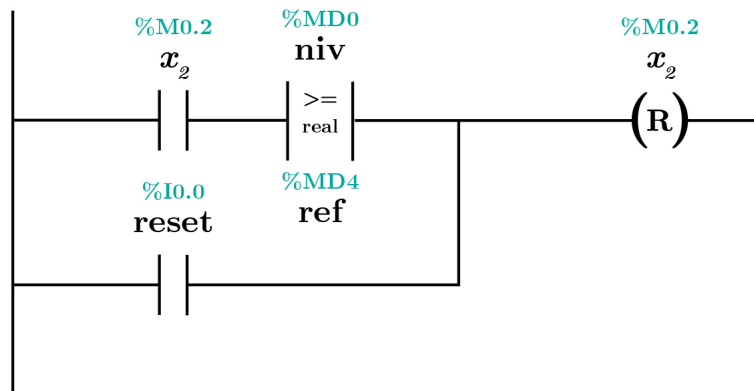 %M0.2
x₂
%MD0
niv
>=
real
%MD4
ref
%M0.2
x₂
(R)
%I0.0
reset